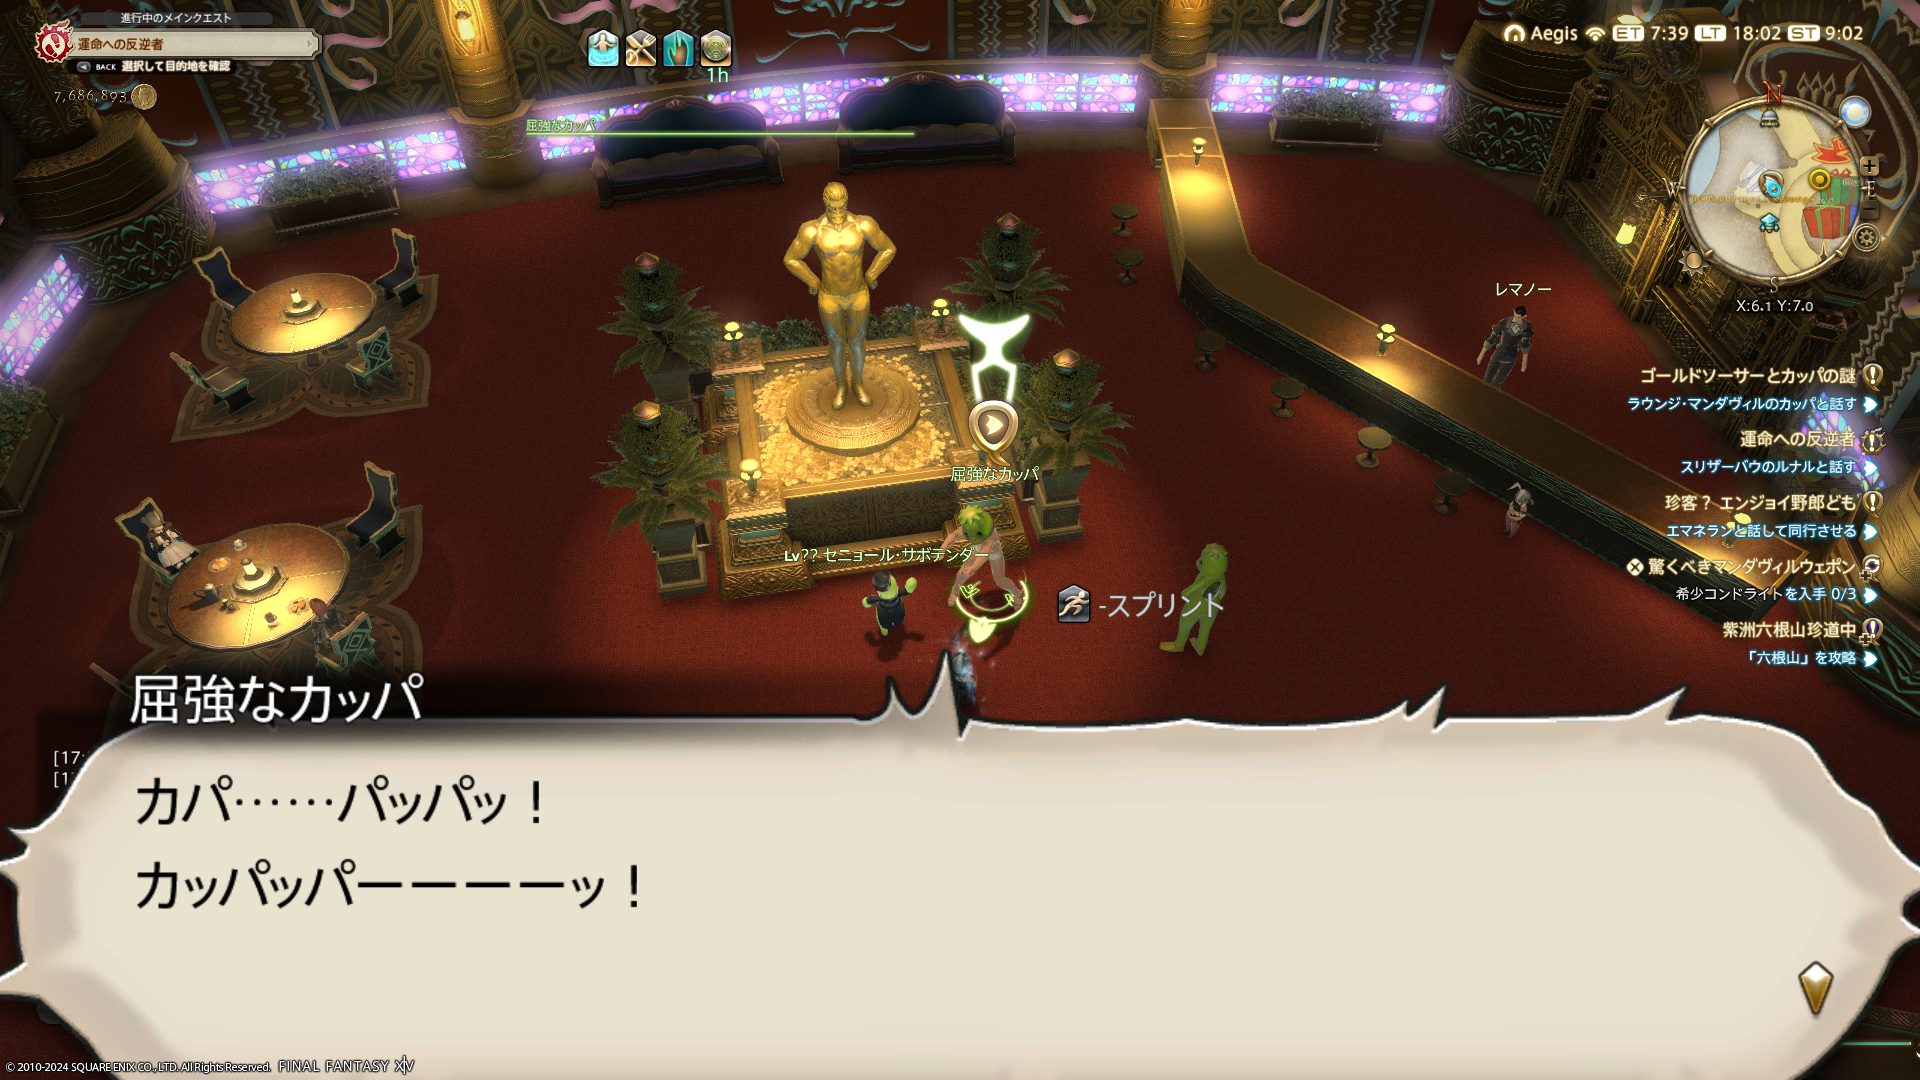 進行中のメインクエスト
運命への反逆者
BACK 選択して目的地を確認
7,686,893
1h
屈強なカッパ
Aegis ET 7:39 LT 18:02 ST 9:02
N
W
E
S
X:6.1 Y:7.0
レマノー
ゴールドソーサーとカッパの謎
ラウンジ・マンダヴィルのカッパと話す
運命への反逆者
スリザーバウのルナルと話す
珍客？ エンジョイ野郎ども
エマネランと話して同行させる
驚くべきマンダヴィルウェポン
希少コンドライトを入手 0/3
紫洲六根山珍道中
『六根山』を攻略
屈強なカッパ
Lv?? セニョール・サボテンダー
-スプリント
屈強なカッパ
[17:
[1
カパ……パッパッ！
カッパッパーーーーッ！
© 2010-2024 SQUARE ENIX CO., LTD. All Rights Reserved. FINAL FANTASY XIV